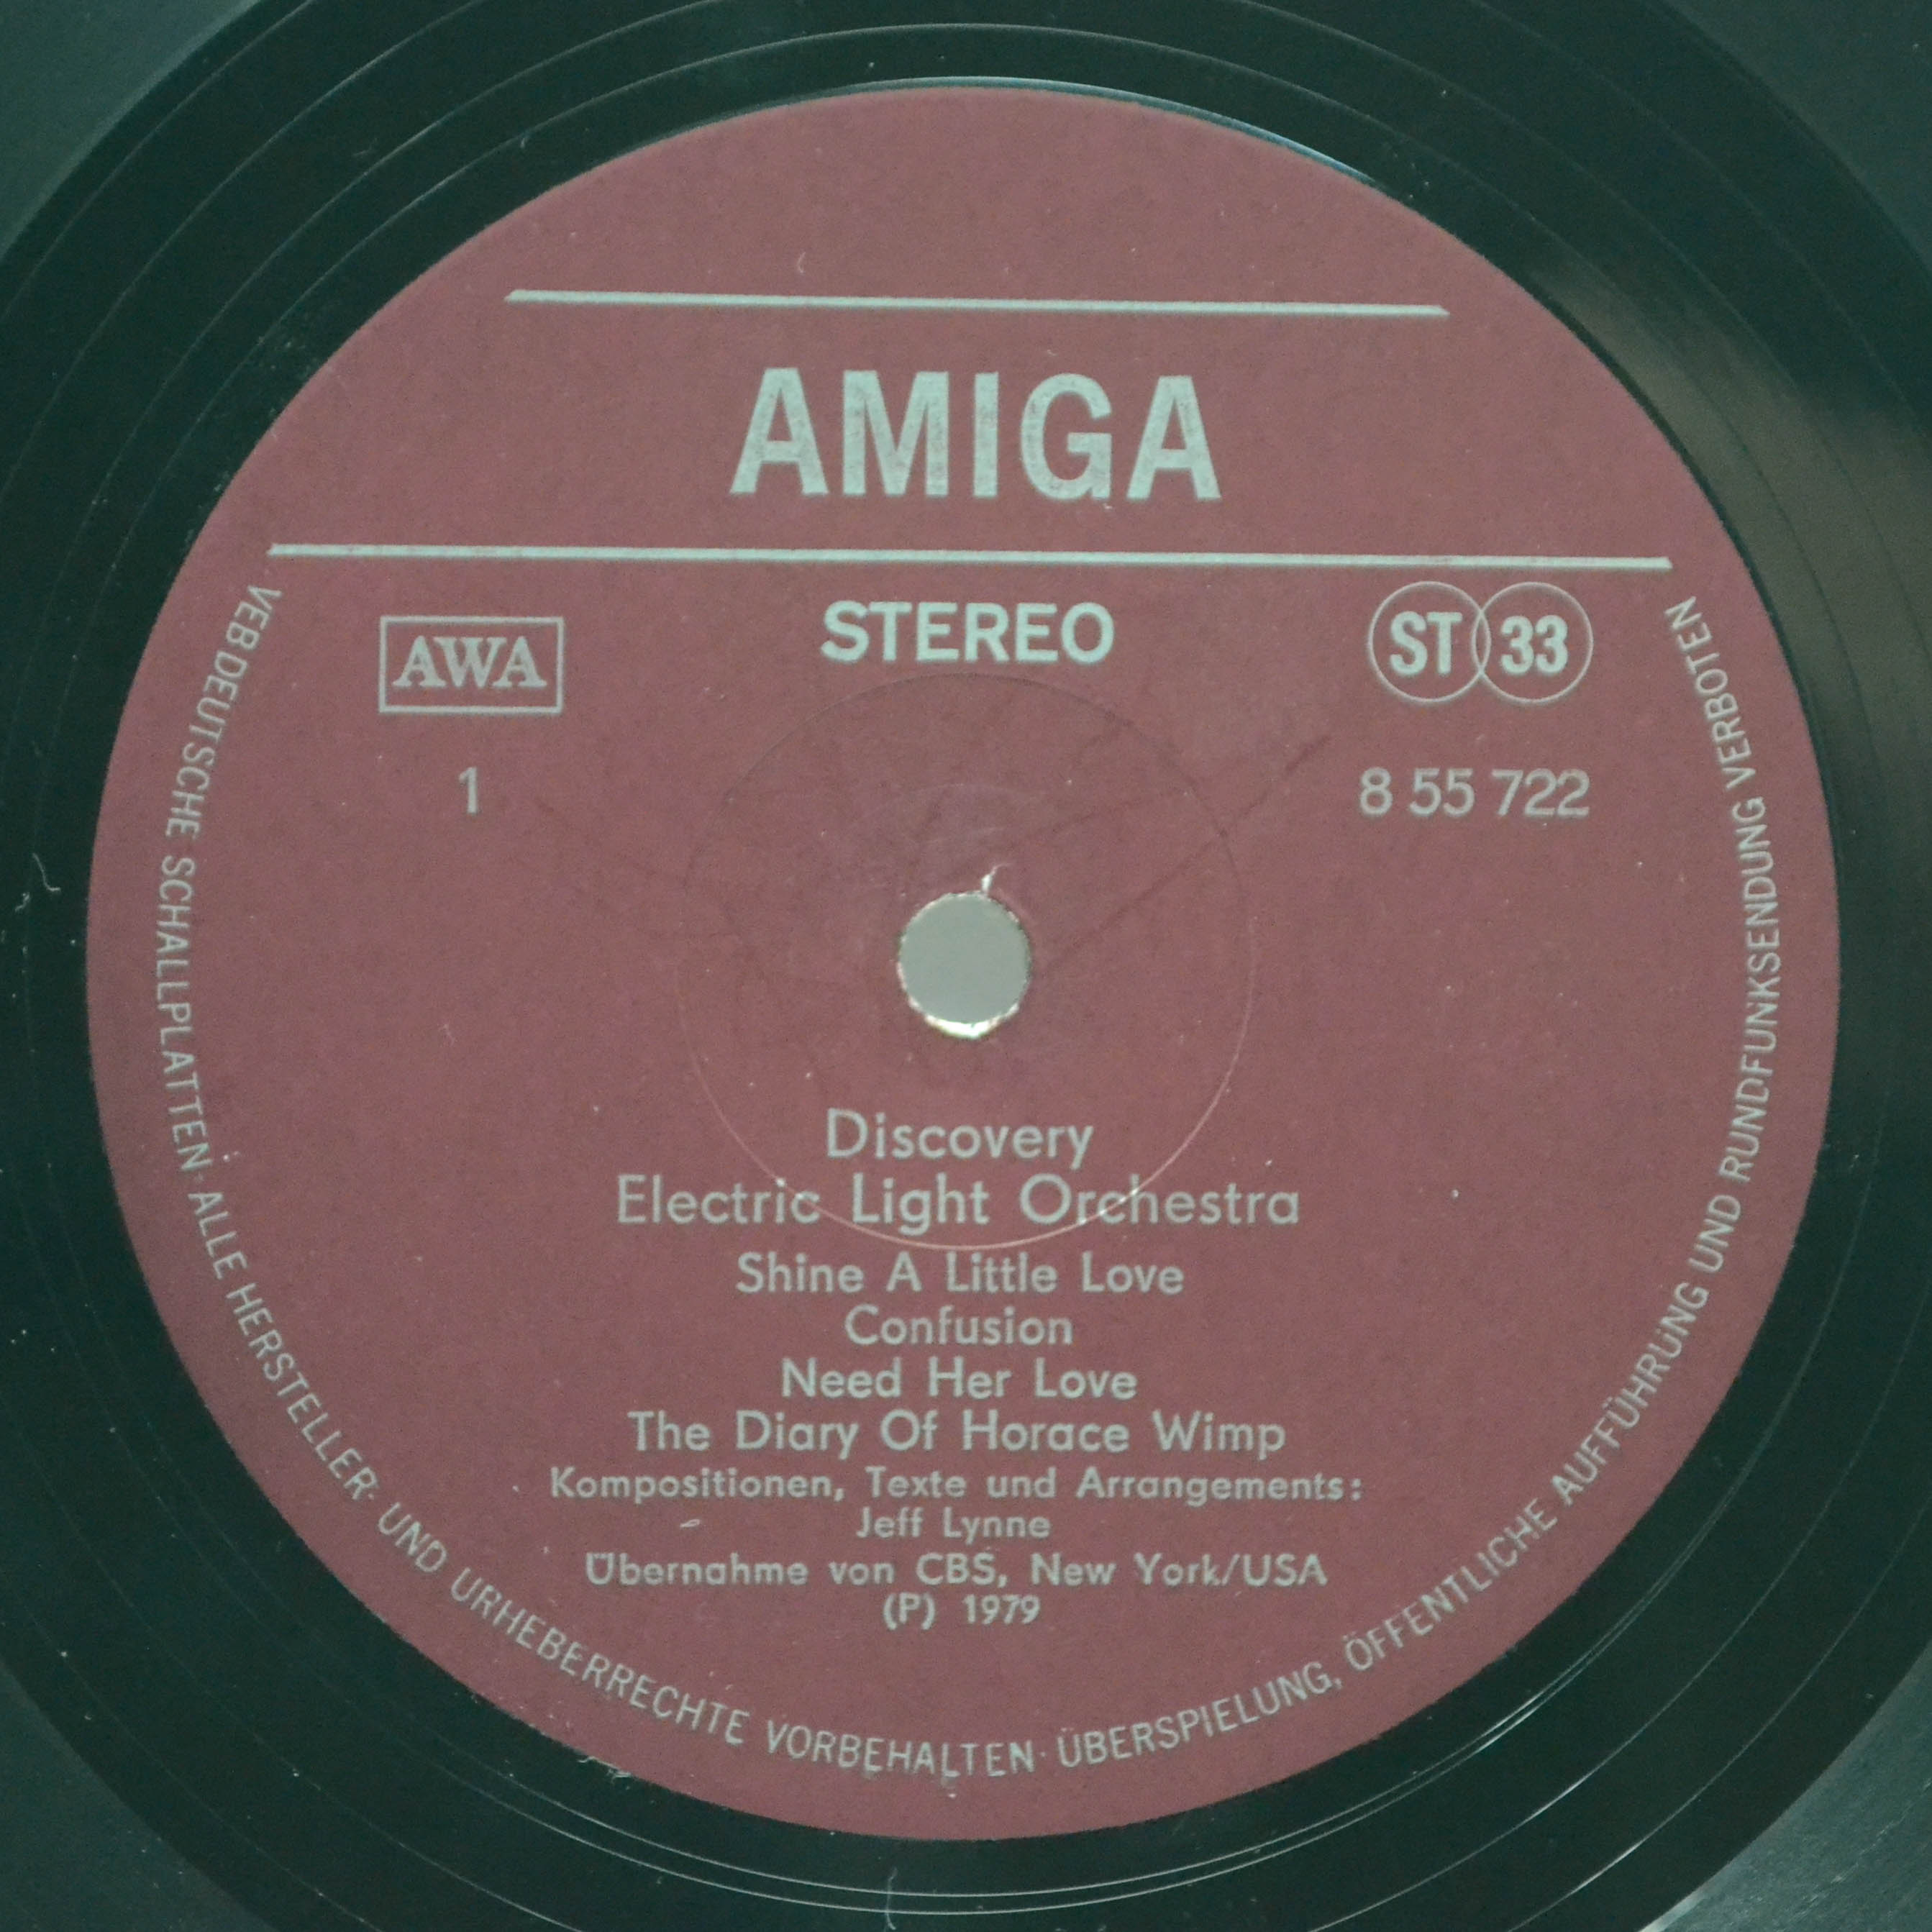 AMIGA
STEREO
AWA
ST 33
1
8 55 722
Discovery
Electric Light Orchestra
Shine A Little Love
Confusion
Need Her Love
The Diary Of Horace Wimp
Kompositionen, Texte und Arrangements:
Jeff Lynne
Übernahme von CBS, New York/USA
(P) 1979
VEB DEUTSCHE SCHALLPLATTEN · ALLE HERSTELLER- UND URHEBERRECHTE VORBEHALTEN · ÜBERSPIELUNG, ÖFFENTLICHE AUFFÜHRUNG UND RUNDFUNKSENDUNG VERBOTEN